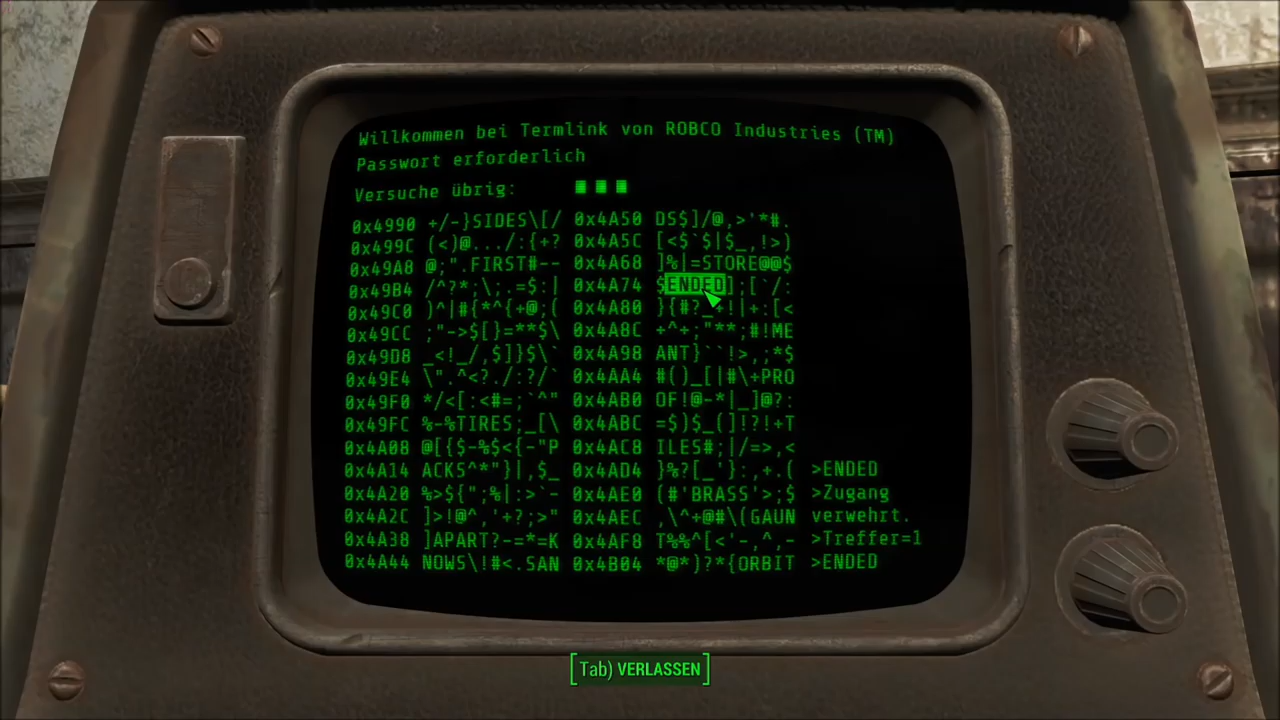 Willkommen bei Termlink von ROBCO Industries (TM)
Passwort erforderlich
Versuche übrig:
0x4990 +/-}SIDES\[/ 0x4A50 DS$]/@,>'*#.
0x499C (<)@.../:{+? 0x4A5C [<$`$|$_,!>)
0x49A8 @;".FIRST#-- 0x4A68 ]%|=STORE@@$
0x49B4 /^?*:\;.=$:| 0x4A74 $ENDED];[`/:
0x49C0 )^|#{*^{+@;( 0x4A80 }{#?_+!|+:[<
0x49CC ;"->$[}=**$\ 0x4A8C +^+;"**;#!ME
0x49D8 _<!_/,$]}$\` 0x4A98 ANT}``!>,;*$
0x49E4 \".^<?./:?/` 0x4AA4 #()_[|#\+PRO
0x49F0 */<[:<#=;`^" 0x4AB0 OF!@-*|_]@?:
0x49FC %-%TIRES;_[\ 0x4ABC =$)$_(]!?!+T
0x4A08 @[{$-%$<{-"P 0x4AC8 ILES#;|/=>,<
0x4A14 ACKS^*"}|,$_ 0x4AD4 }%?[_'}:,+.( >ENDED
0x4A20 %>${";%|:>`- 0x4AE0 (#'BRASS'>;$ >Zugang
0x4A2C ]>!@^,'+?;>" 0x4AEC ,\^+@#\(GAUN verwehrt.
0x4A38 ]APART?-=*=K 0x4AF8 T%%^[<'-,^,- >Treffer=1
0x4A44 NOWS\!#<.SAN 0x4B04 *@*)?*{ORBIT >ENDED
[Tab) VERLASSEN]